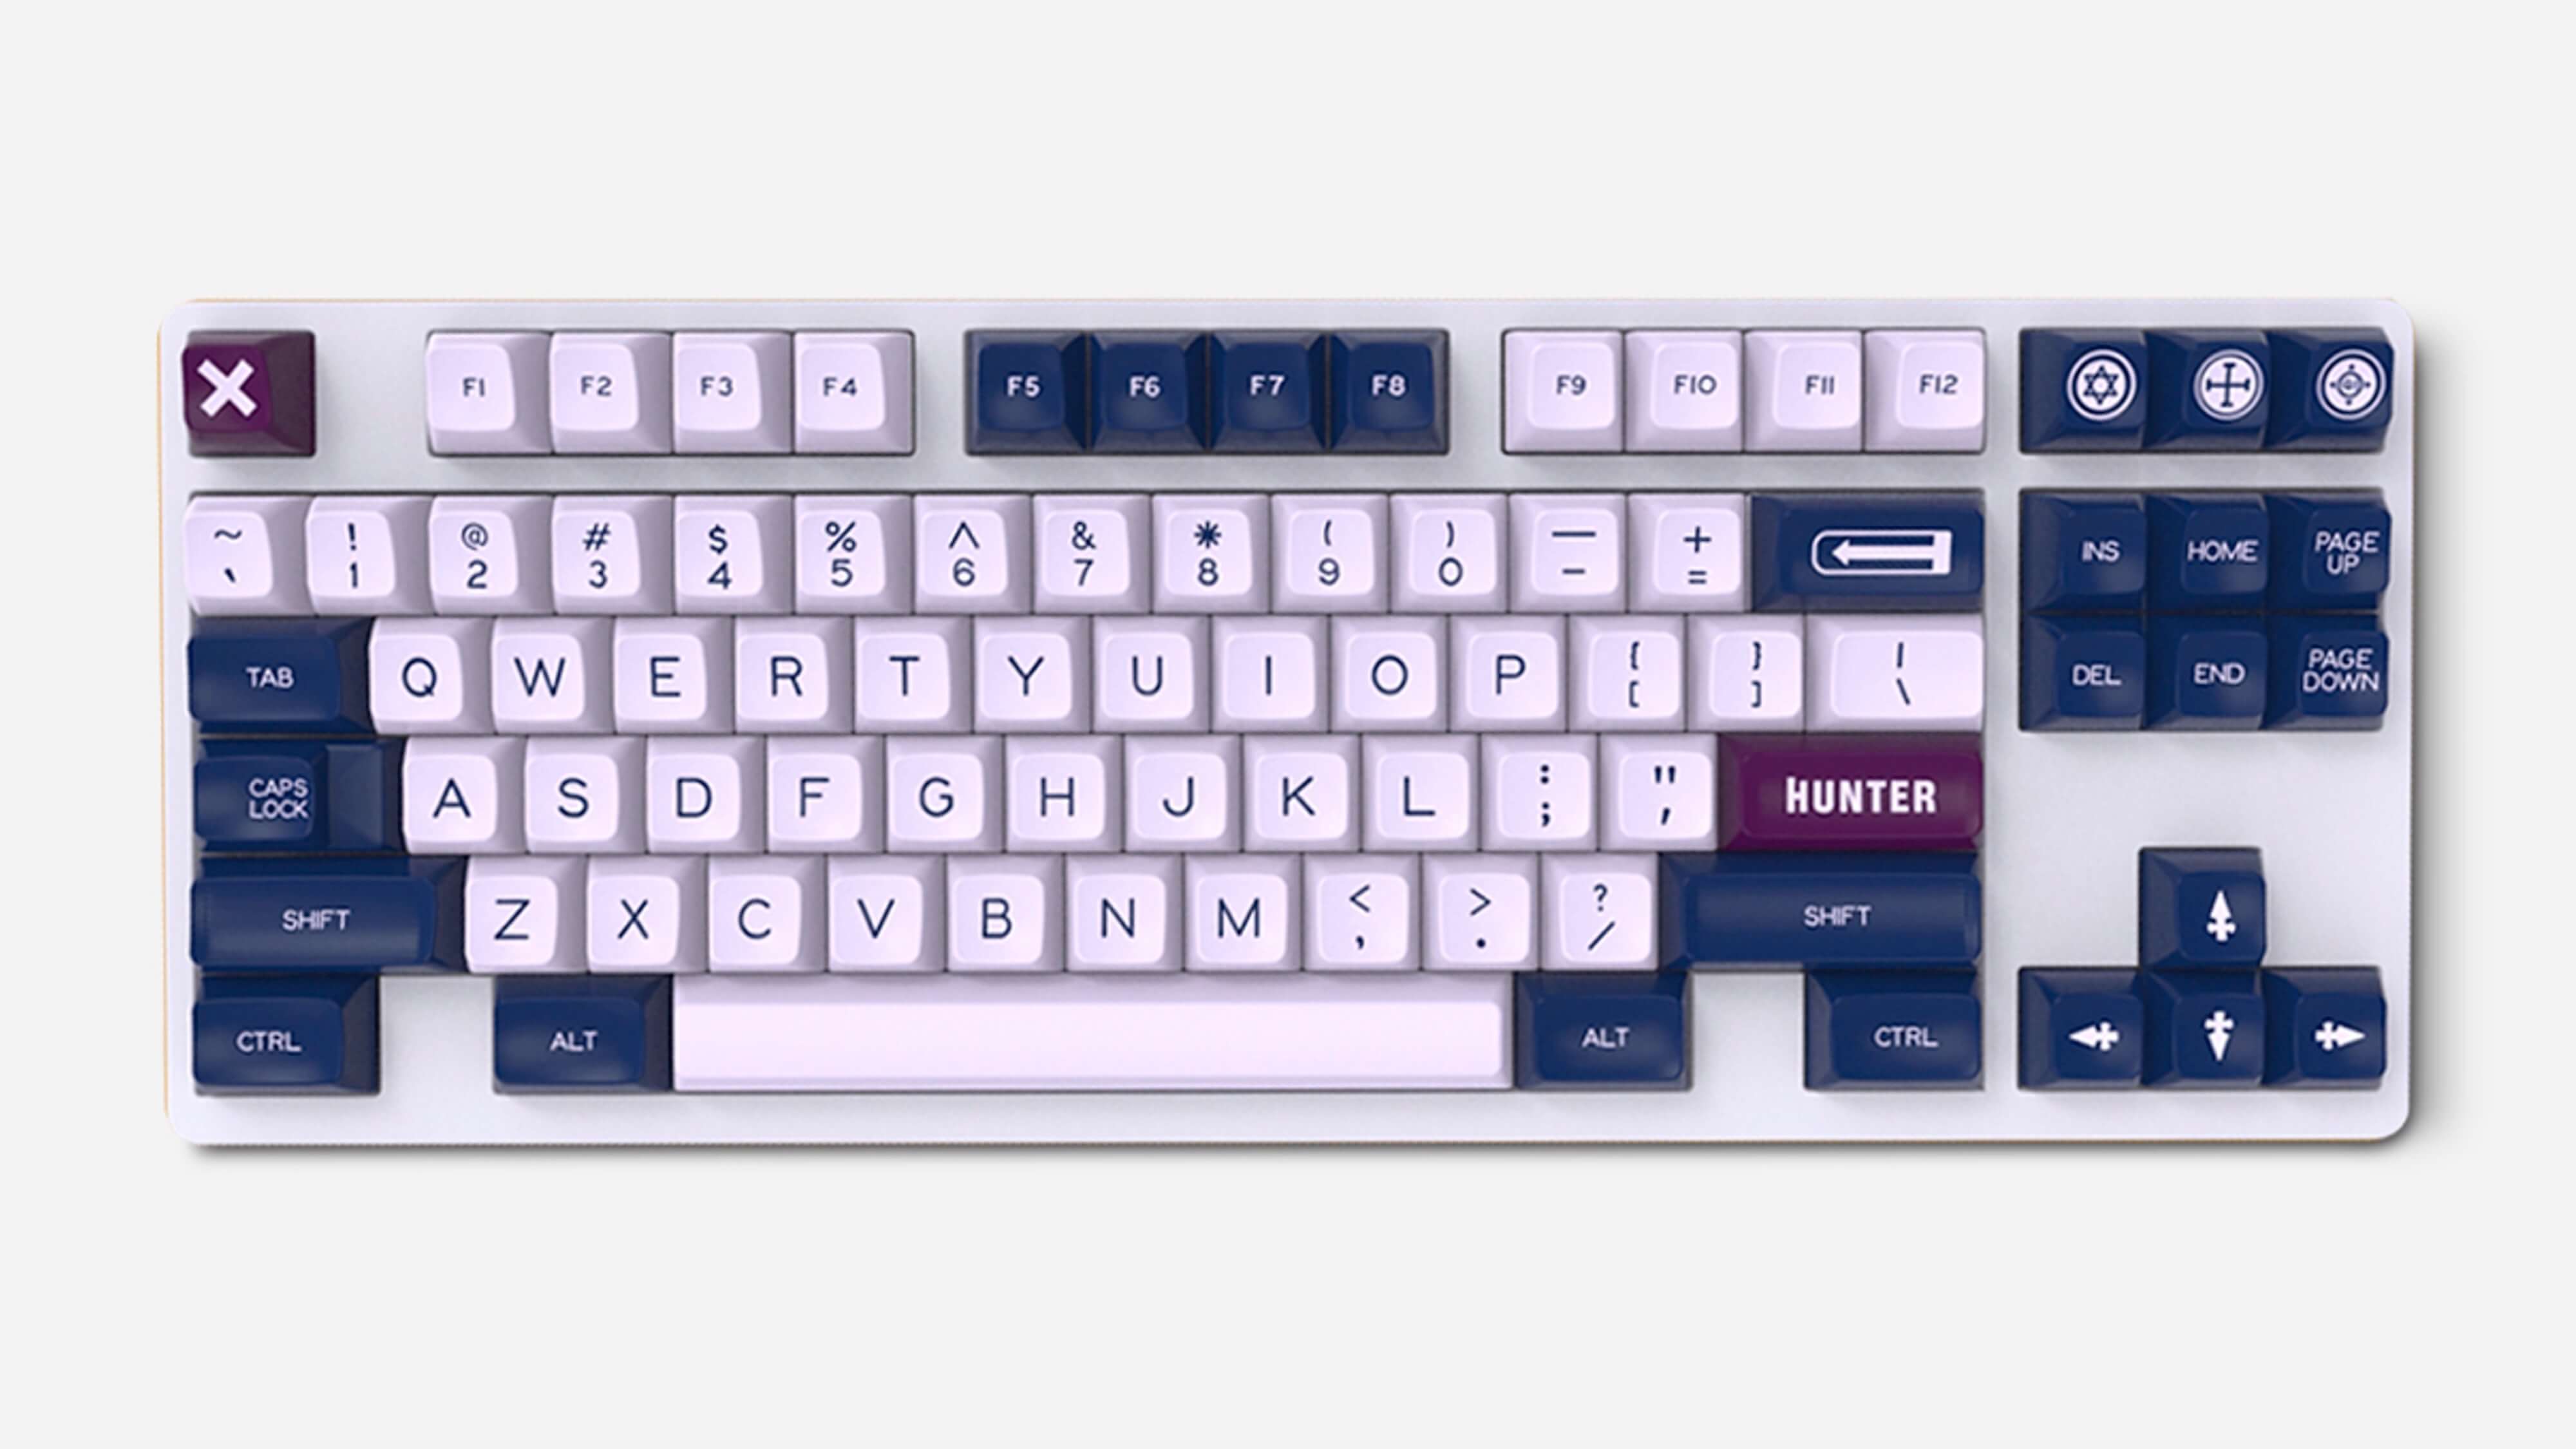 F1 F2 F3 F4 F5 F6 F7 F8 F9 F10 F11 F12
~ ! @ # $ % ^ & * ( ) — +
` 1 2 3 4 5 6 7 8 9 0 - =
INS HOME PAGE UP
TAB Q W E R T Y U I O P { } |
[ ] \
DEL END PAGE DOWN
CAPS LOCK A S D F G H J K L : "
; '
HUNTER
SHIFT Z X C V B N M < > ?
, . /
SHIFT
CTRL ALT ALT CTRL